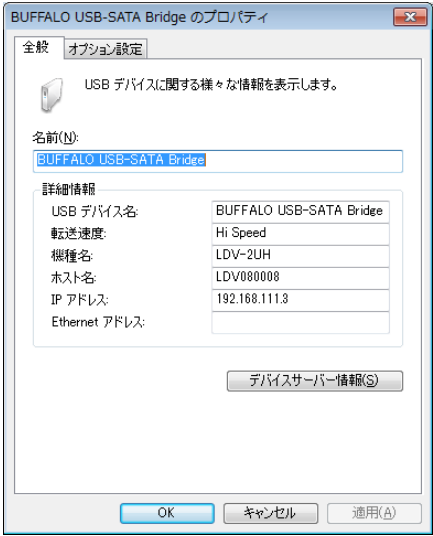 BUFFALO USB-SATA Bridge のプロパティ
全般 オプション設定
USB デバイスに関する様々な情報を表示します。
名前(N):
BUFFALO USB-SATA Bridge
詳細情報
USB デバイス名: BUFFALO USB-SATA Bridge
転送速度: Hi Speed
機種名: LDV-2UH
ホスト名: LDV080008
IP アドレス: 192.168.111.3
Ethernet アドレス:
デバイスサーバー情報(S)
OK キャンセル 適用(A)